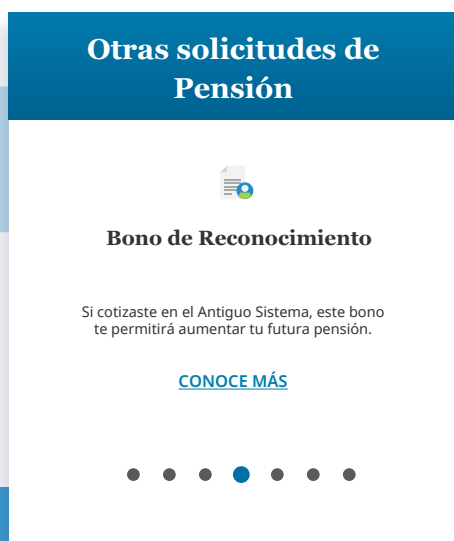 Otras solicitudes de
Pensión
Bono de Reconocimiento
Si cotizaste en el Antiguo Sistema, este bono
te permitirá aumentar tu futura pensión.
CONOCE MÁS